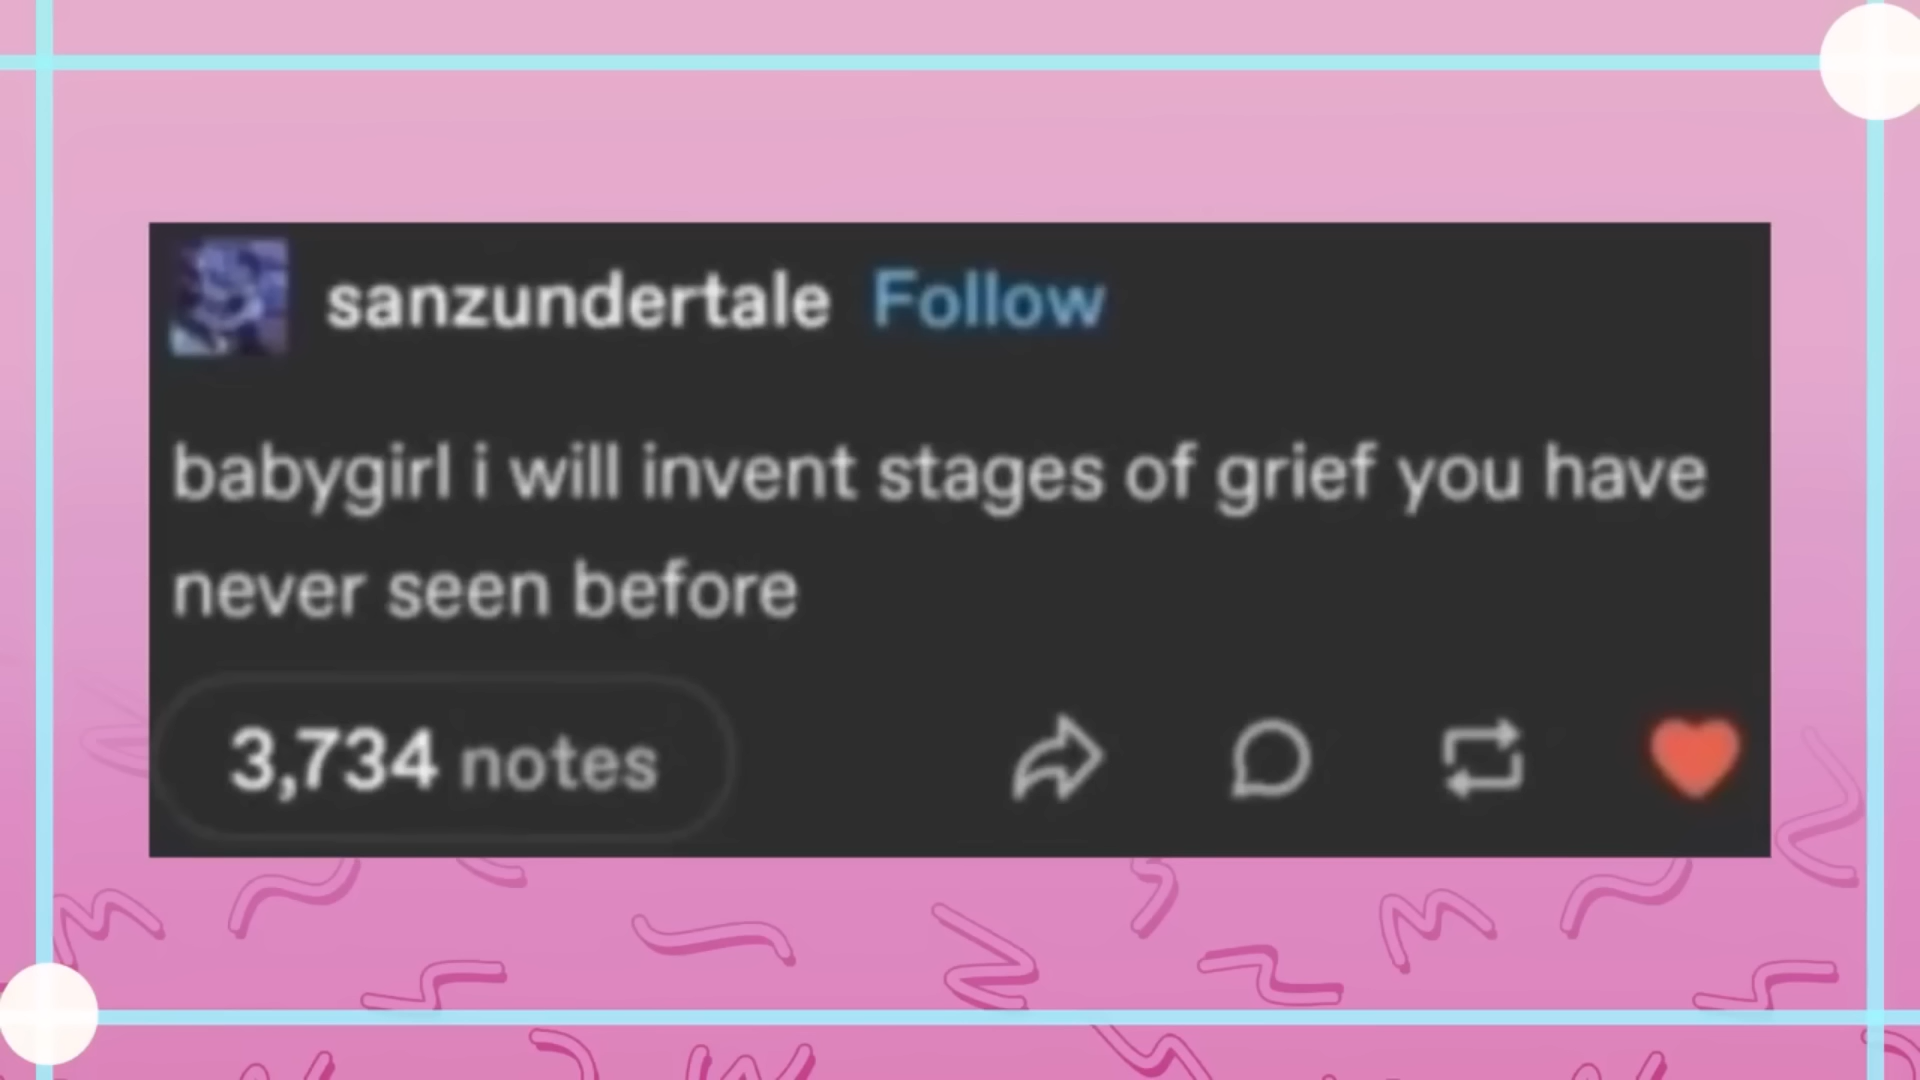 sanzundertale Follow
babygirl i will invent stages of grief you have
never seen before
3,734 notes